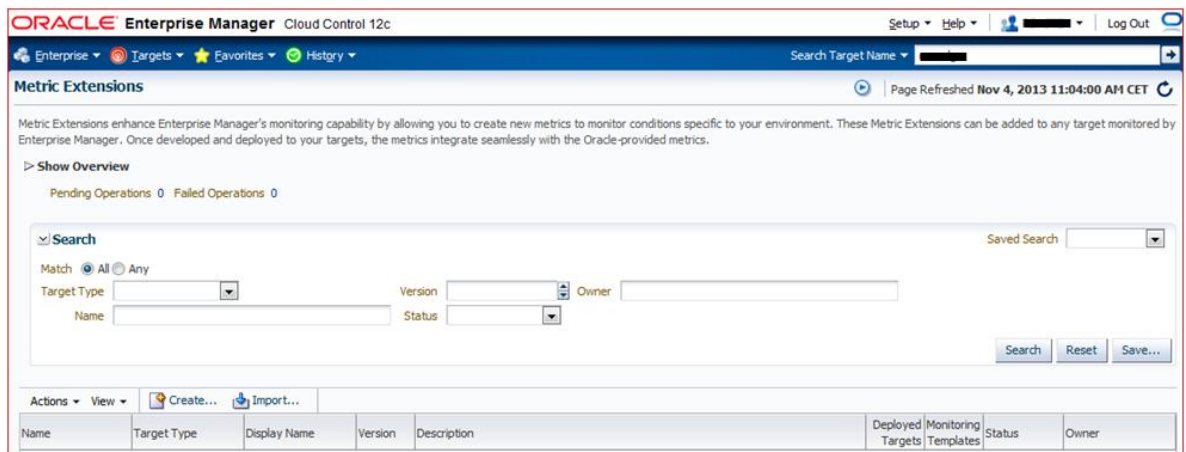 ORACLE Enterprise Manager Cloud Control 12c Setup Help Log Out
Enterprise Targets Favorites History Search Target Name
Metric Extensions Page Refreshed Nov 4, 2013 11:04:00 AM CET
Metric Extensions enhance Enterprise Manager's monitoring capability by allowing you to create new metrics to monitor conditions specific to your environment. These Metric Extensions can be added to any target monitored by
Enterprise Manager. Once developed and deployed to your targets, the metrics integrate seamlessly with the Oracle-provided metrics.
Show Overview
Pending Operations 0 Failed Operations 0
Search Saved Search
Match All Any
Target Type Version Owner
Name Status
Search Reset Save...
Actions View Create... Import...
Name Target Type Display Name Version Description Deployed Targets Monitoring Templates Status Owner